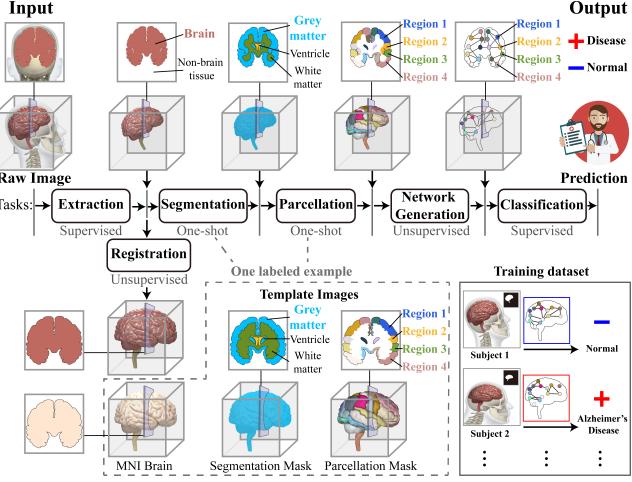 Input
Output
Brain
Non-brain
tissue
Grey
matter
Ventricle
White
matter
Region 1
Region 2
Region 3
Region 4
Region 1
Region 2
Region 3
Region 4
+ Disease
− Normal
Raw Image
Prediction
Tasks:
Extraction
Segmentation
Parcellation
Network
Generation
Classification
Supervised
One-shot
One-shot
Unsupervised
Supervised
Registration
Unsupervised
One labeled example
Template Images
Grey
matter
Ventricle
White
matter
Region 1
Region 2
Region 3
Region 4
MNI Brain
Segmentation Mask
Parcellation Mask
Training dataset
Subject 1
−
Normal
Subject 2
+
Alzheimer's
Disease